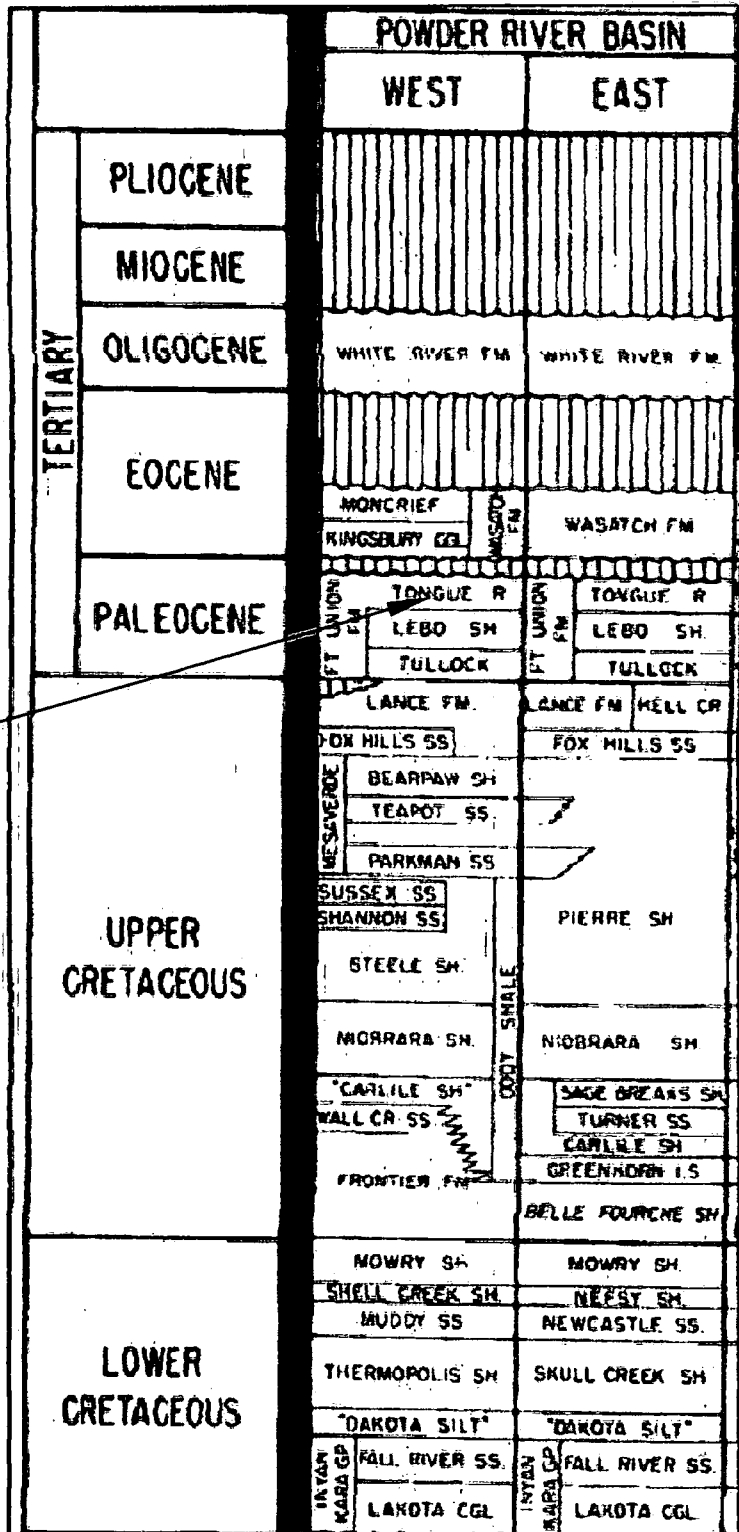 POWDER RIVER BASIN
WEST EAST
TERTIARY
PLIOCENE
MIOCENE
OLIGOCENE
WHITE RIVER FM WHITE RIVER FM.
EOCENE
MONCRIEF
KINGSBURY CGL
WASATCH FM
WASATCH FM
PALEOCENE
FT UNION FM
TONGUE R
LEBO SH
TULLOCK
FT UNION FM
TONGUE R
LEBO SH.
TULLOCK
UPPER
CRETACEOUS
LANCE FM. LANCE FM HELL CR
FOX HILLS SS FOX HILLS SS
MESAVERDE
BEARPAW SH
TEAPOT SS
PARKMAN SS
SUSSEX SS
SHANNON SS
PIERRE SH
STEELE SH.
CODY SHALE
NIOBRARA SH. NIOBRARA SH
"CARLILE SH" SAGE BREAKS SH
WALL CR SS TURNER SS
CARLILE SH
GREENHORN LS
FRONTIER FM
BELLE FOURCHE SH
LOWER
CRETACEOUS
MOWRY SH MOWRY SH.
SHELL CREEK SH. NEFSY SH.
MUDDY SS NEWCASTLE SS.
THERMOPOLIS SH SKULL CREEK SH
"DAKOTA SILT" "DAKOTA SILT"
INYAN KARA GP
FALL RIVER SS.
LAKOTA CGL
INYAN KARA GP
FALL RIVER SS.
LAKOTA CGL